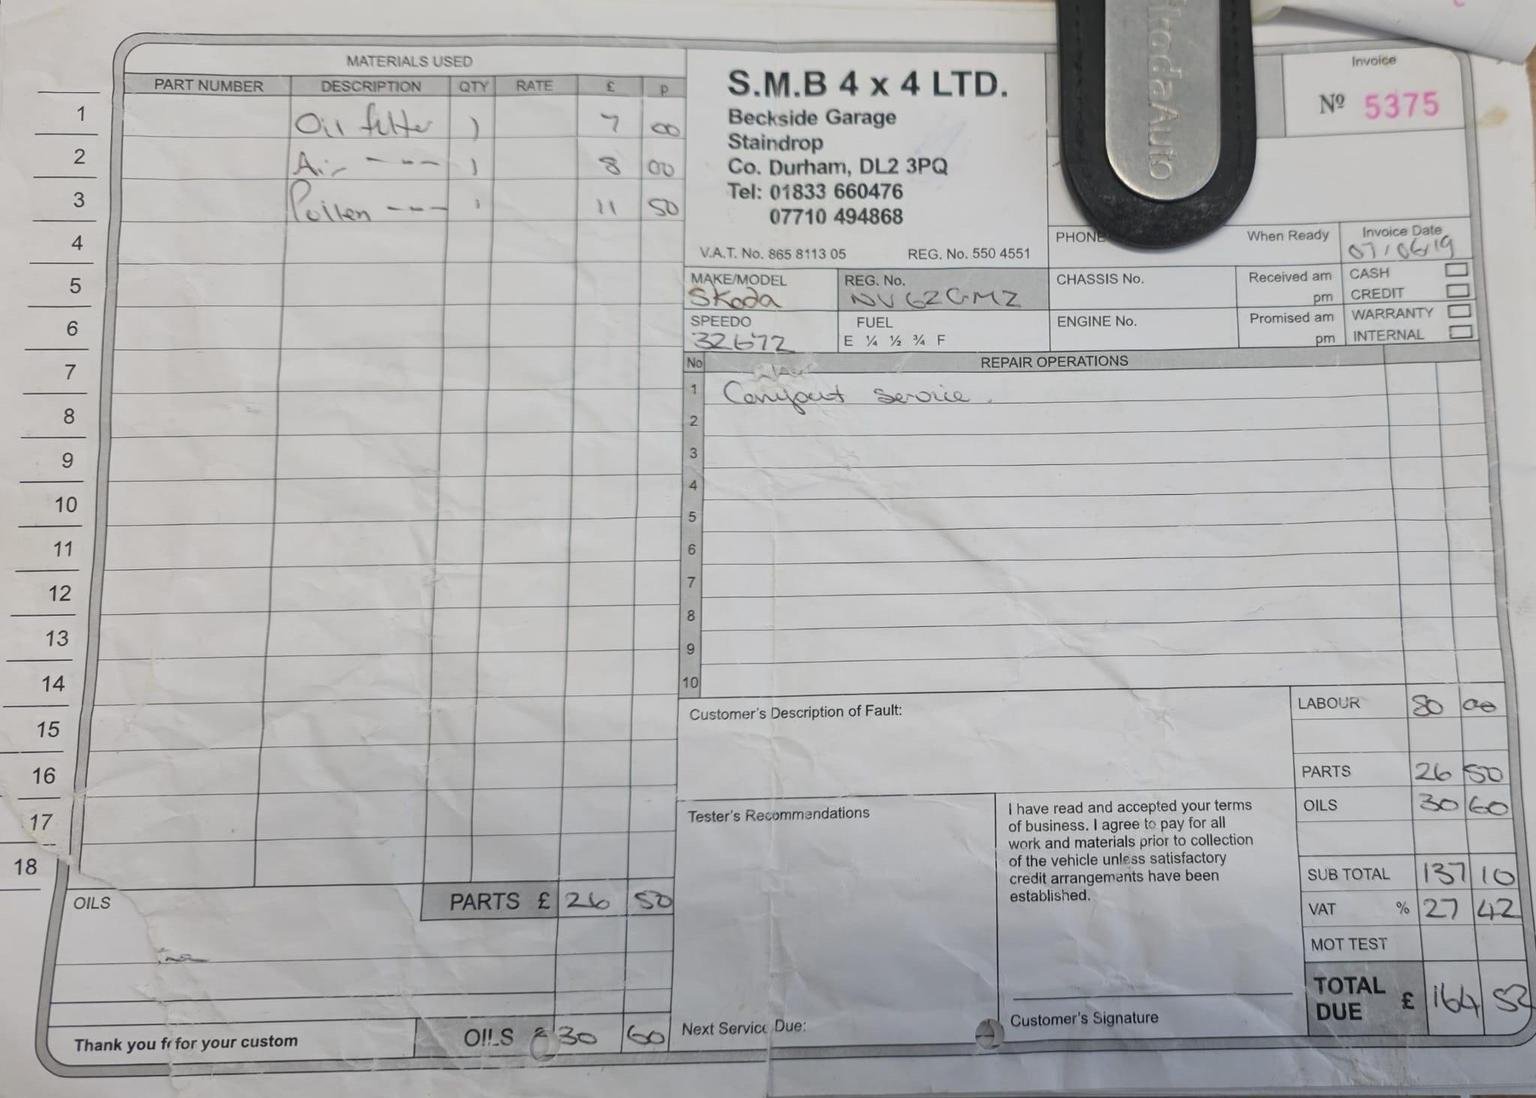 MATERIALS USED
PART NUMBER DESCRIPTION QTY RATE £ p
1 Oil filter 1 7 00
2 Air ---- 1 8 00
3 Pollen ---- 1 11 50
4
5
6
7
8
9
10
11
12
13
14
15
16
17
18
PARTS £ 26 50
OILS
OILS £ 30 60
Thank you f for your custom
S.M.B 4 x 4 LTD.
Beckside Garage
Staindrop
Co. Durham, DL2 3PQ
Tel: 01833 660476
07710 494868
V.A.T. No. 865 8113 05 REG. No. 550 4551
Invoice
Nº 5375
PHONE When Ready
Invoice Date
07/06/19
MAKE/MODEL
Skoda
REG. No.
NV62GMZ
CHASSIS No.
Received am
pm
CASH
CREDIT
SPEEDO
32672
FUEL
E ¼ ½ ¾ F
ENGINE No.
Promised am
pm
WARRANTY
INTERNAL
No REPAIR OPERATIONS
1 Carryout service.
2
3
4
5
6
7
8
9
10
Customer's Description of Fault:
LABOUR 80 00
PARTS 26 50
OILS 30 60
SUB TOTAL 137 10
VAT % 27 42
MOT TEST
TOTAL DUE £ 164 52
Tester's Recommendations
Next Service Due:
I have read and accepted your terms
of business. I agree to pay for all
work and materials prior to collection
of the vehicle unless satisfactory
credit arrangements have been
established.
Customer's Signature
SkodaAuto